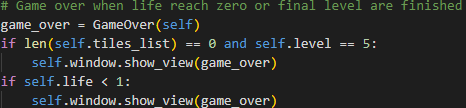 # Game over when life reach zero or final level are finished
game_over = GameOver(self)
if len(self.tiles_list) == 0 and self.level == 5:
    self.window.show_view(game_over)
if self.life < 1:
    self.window.show_view(game_over)